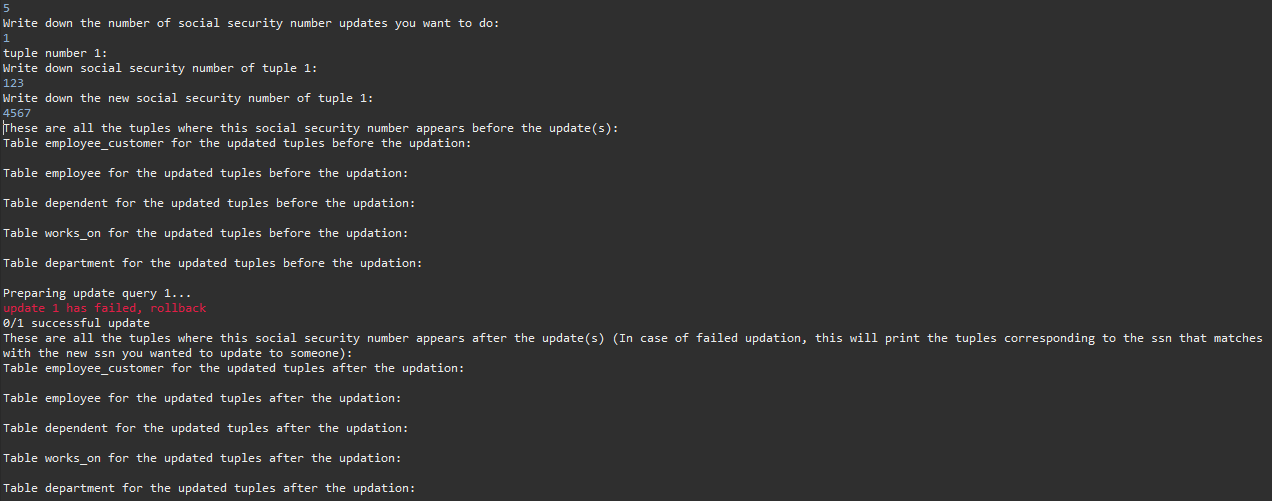 5
Write down the number of social security number updates you want to do:
1
tuple number 1:
Write down social security number of tuple 1:
123
Write down the new social security number of tuple 1:
4567
These are all the tuples where this social security number appears before the update(s):
Table employee_customer for the updated tuples before the updation:
Table employee for the updated tuples before the updation:
Table dependent for the updated tuples before the updation:
Table works_on for the updated tuples before the updation:
Table department for the updated tuples before the updation:
Preparing update query 1...
update 1 has failed, rollback
0/1 successful update
These are all the tuples where this social security number appears after the update(s) (In case of failed updation, this will print the tuples corresponding to the ssn that matches
with the new ssn you wanted to update to someone):
Table employee_customer for the updated tuples after the updation:
Table employee for the updated tuples after the updation:
Table dependent for the updated tuples after the updation:
Table works_on for the updated tuples after the updation:
Table department for the updated tuples after the updation: